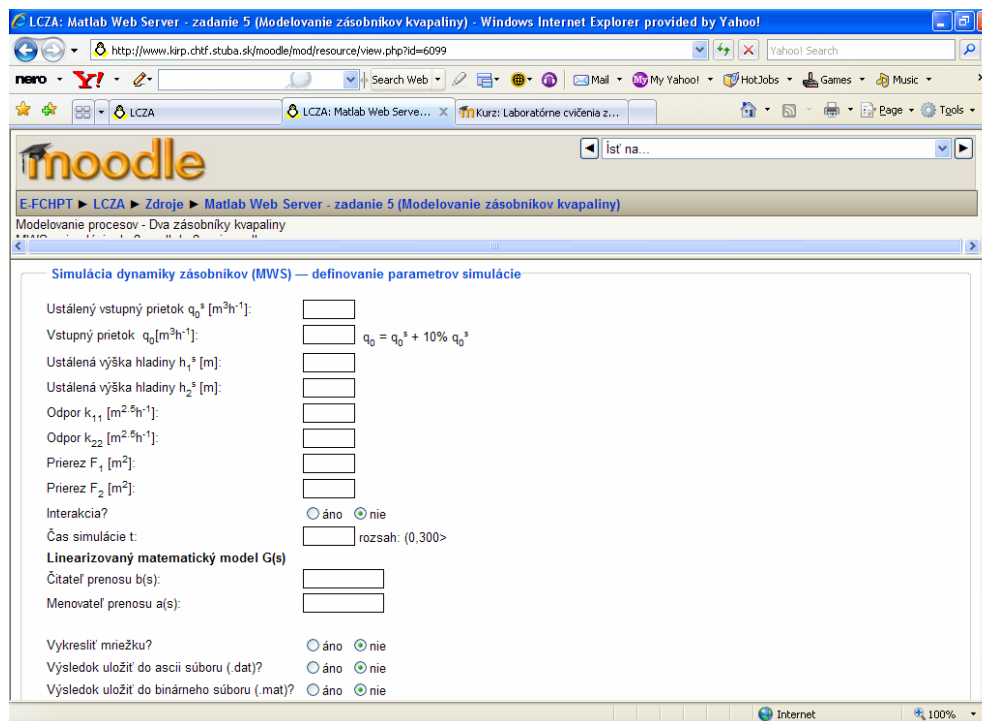 LCZA: Matlab Web Server - zadanie 5 (Modelovanie zásobníkov kvapaliny) - Windows Internet Explorer provided by Yahoo!
http://www.kirp.chtf.stuba.sk/moodle/mod/resource/view.php?id=6099
Yahoo! Search
nero Y! Search Web Mail My Yahoo! HotJobs Games Music
LCZA LCZA: Matlab Web Serve... X Kurz: Laboratórne cvičenia z... Page Tools
moodle Ísť na...
E-FCHPT ► LCZA ► Zdroje ► Matlab Web Server - zadanie 5 (Modelovanie zásobníkov kvapaliny)
Modelovanie procesov - Dva zásobníky kvapaliny
Simulácia dynamiky zásobníkov (MWS) — definovanie parametrov simulácie
Ustálený vstupný prietok q₀ˢ [m³h⁻¹]:
Vstupný prietok q₀[m³h⁻¹]: q₀ = q₀ˢ + 10% q₀ˢ
Ustálená výška hladiny h₁ˢ [m]:
Ustálená výška hladiny h₂ˢ [m]:
Odpor k₁₁ [m²·⁵h⁻¹]:
Odpor k₂₂ [m²·⁵h⁻¹]:
Prierez F₁ [m²]:
Prierez F₂ [m²]:
Interakcia? áno nie
Čas simulácie t: rozsah: (0,300>
Linearizovaný matematický model G(s)
Čitateľ prenosu b(s):
Menovateľ prenosu a(s):
Vykresliť mriežku? áno nie
Výsledok uložiť do ascii súboru (.dat)? áno nie
Výsledok uložiť do binárneho súboru (.mat)? áno nie
Internet 100%